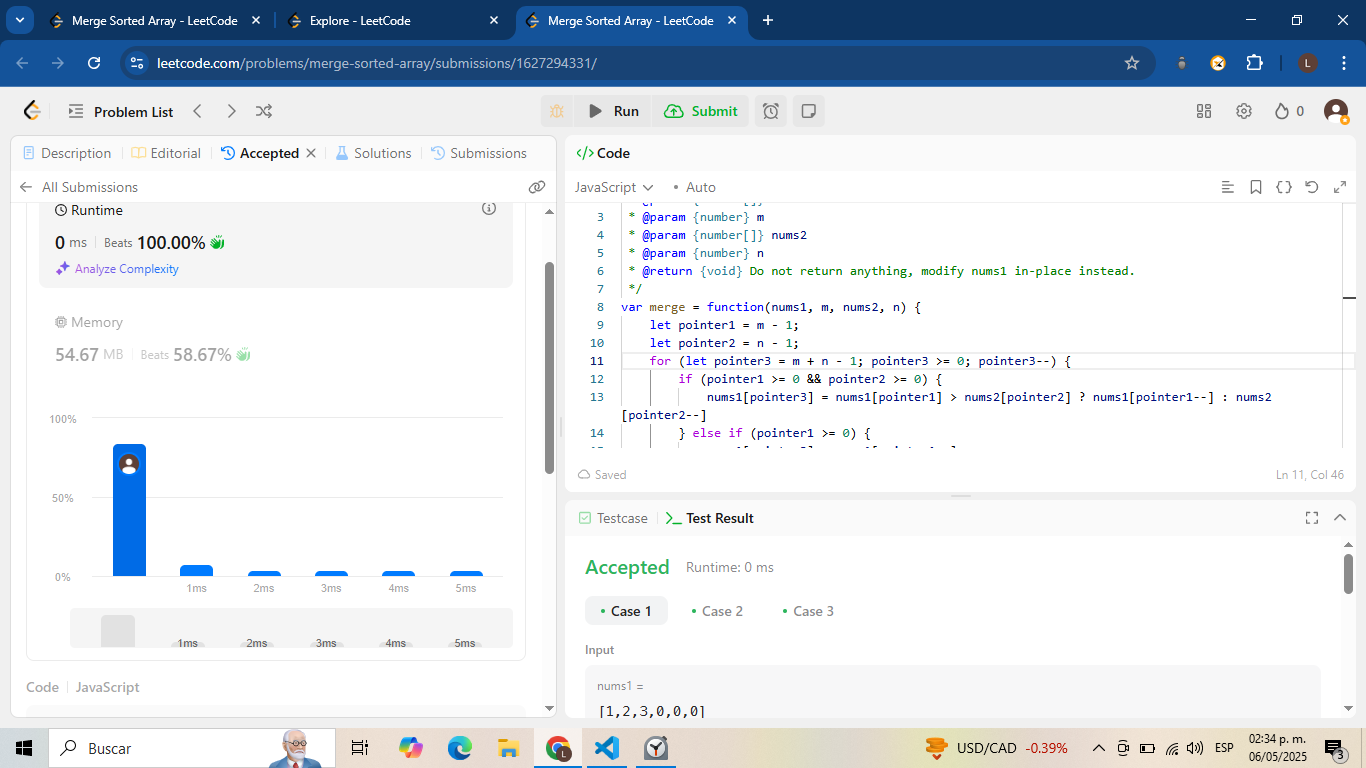 Merge Sorted Array - LeetCode
Explore - LeetCode
Merge Sorted Array - LeetCode
leetcode.com/problems/merge-sorted-array/submissions/1627294331/
L
Problem List
Run
Submit
0
Description
Editorial
Accepted
Solutions
Submissions
All Submissions
Runtime
0 ms
Beats 100.00%
Analyze Complexity
Memory
54.67 MB
Beats 58.67%
100%
50%
0%
1ms 2ms 3ms 4ms 5ms
1ms 2ms 3ms 4ms 5ms
Code | JavaScript
</> Code
JavaScript
Auto
3 * @param {number} m
4 * @param {number[]} nums2
5 * @param {number} n
6 * @return {void} Do not return anything, modify nums1 in-place instead.
7 */
8 var merge = function(nums1, m, nums2, n) {
9 let pointer1 = m - 1;
10 let pointer2 = n - 1;
11 for (let pointer3 = m + n - 1; pointer3 >= 0; pointer3--) {
12 if (pointer1 >= 0 && pointer2 >= 0) {
13 nums1[pointer3] = nums1[pointer1] > nums2[pointer2] ? nums1[pointer1--] : nums2
[pointer2--]
14 } else if (pointer1 >= 0) {
Saved
Ln 11, Col 46
Testcase
Test Result
Accepted
Runtime: 0 ms
• Case 1
• Case 2
• Case 3
Input
nums1 =
[1,2,3,0,0,0]
Buscar
L
USD/CAD -0.39%
ESP
02:34 p. m.
06/05/2025
3